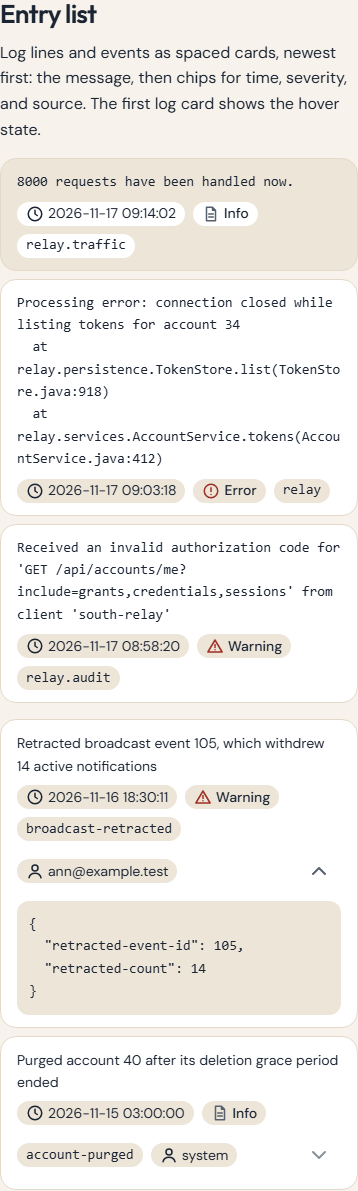 Entry list
Log lines and events as spaced cards, newest
first: the message, then chips for time, severity,
and source. The first log card shows the hover
state.
8000 requests have been handled now.
2026-11-17 09:14:02 Info
relay.traffic
Processing error: connection closed while
listing tokens for account 34
  at
relay.persistence.TokenStore.list(TokenSto
re.java:918)
  at
relay.services.AccountService.tokens(Accou
ntService.java:412)
2026-11-17 09:03:18 Error relay
Received an invalid authorization code for
'GET /api/accounts/me?
include=grants,credentials,sessions' from
client 'south-relay'
2026-11-17 08:58:20 Warning
relay.audit
Retracted broadcast event 105, which withdrew
14 active notifications
2026-11-16 18:30:11 Warning
broadcast-retracted
ann@example.test
{
  "retracted-event-id": 105,
  "retracted-count": 14
}
Purged account 40 after its deletion grace period
ended
2026-11-15 03:00:00 Info
account-purged system